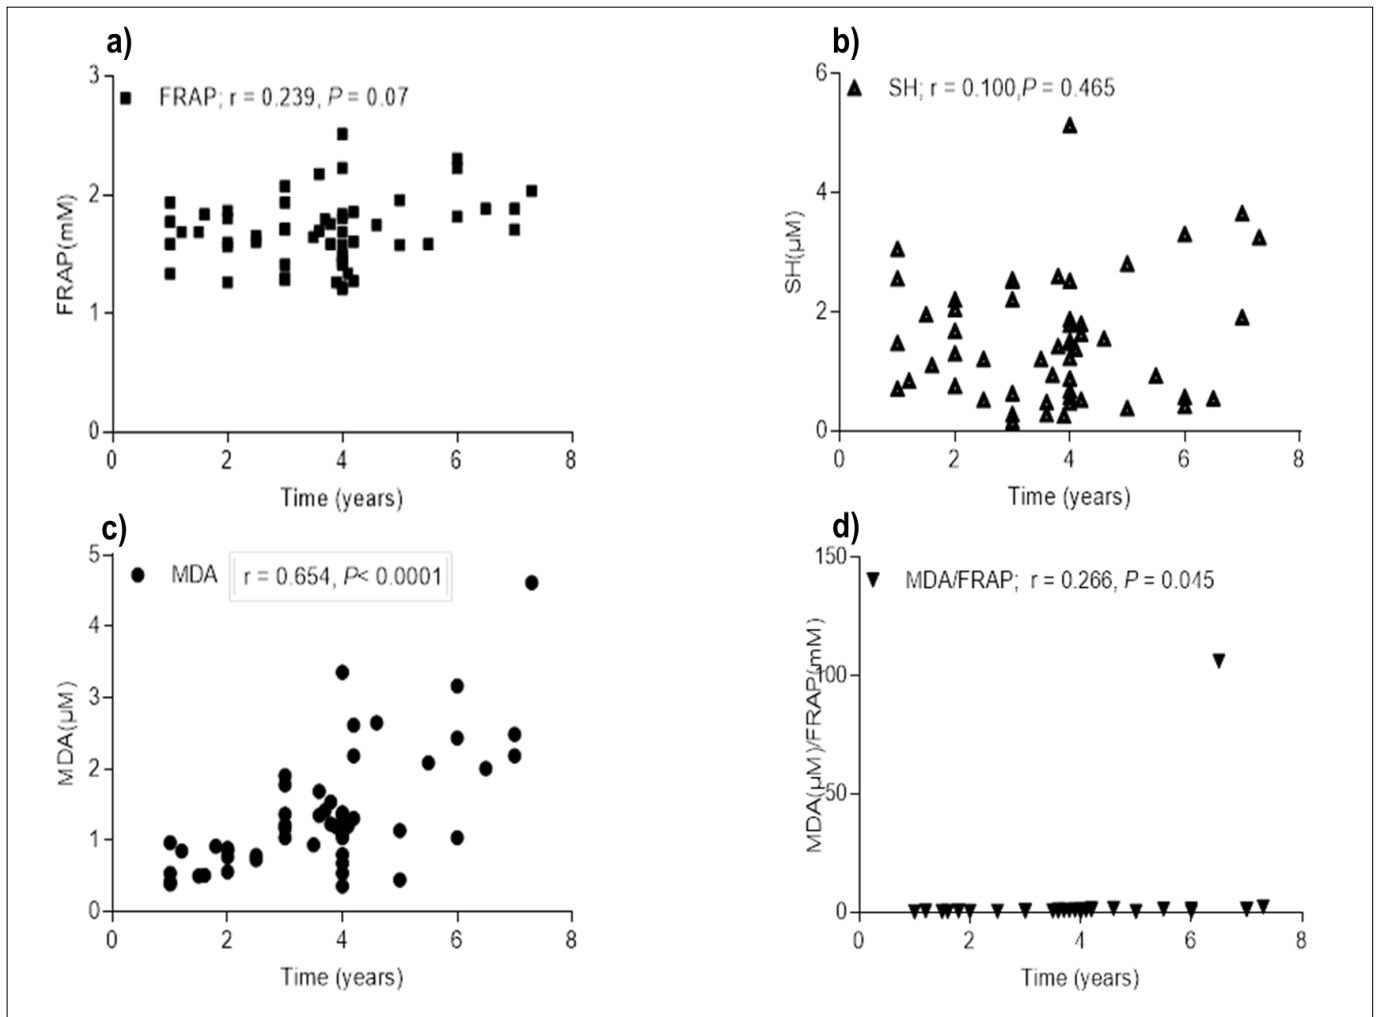 a)
3
FRAP; r = 0.239, P = 0.07
2
1
0
FRAP(mM)
0 2 4 6 8
Time (years)
b)
6
SH; r = 0.100,P = 0.465
4
2
0
SH(µM)
0 2 4 6 8
Time (years)
c)
5
MDA r = 0.654, P< 0.0001
4
3
2
1
0
MDA(µM)
0 2 4 6 8
Time (years)
d)
150
MDA/FRAP; r = 0.266, P = 0.045
100
50
0
MDA(µM)/FRAP(mM)
0 2 4 6 8
Time (years)